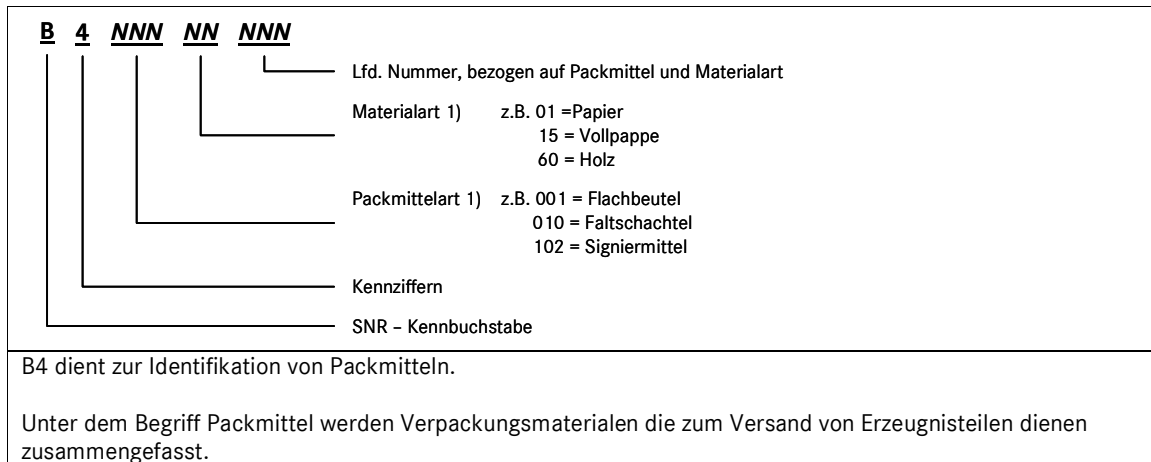 B 4 NNN NN NNN
Lfd. Nummer, bezogen auf Packmittel und Materialart
Materialart 1) z.B. 01 =Papier
15 = Vollpappe
60 = Holz
Packmittelart 1) z.B. 001 = Flachbeutel
010 = Faltschachtel
102 = Signiermittel
Kennziffern
SNR – Kennbuchstabe
B4 dient zur Identifikation von Packmitteln.
Unter dem Begriff Packmittel werden Verpackungsmaterialen die zum Versand von Erzeugnisteilen dienen
zusammengefasst.